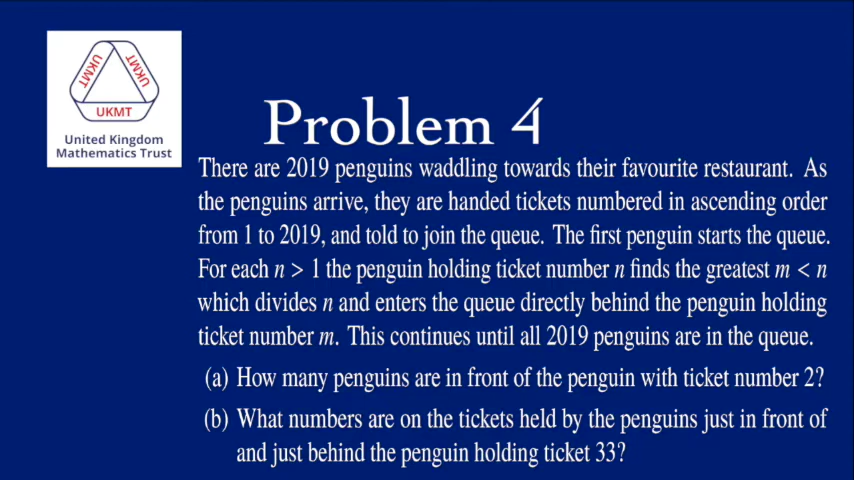 UKMT
UKMT
UKMT
United Kingdom
Mathematics Trust
Problem 4
There are 2019 penguins waddling towards their favourite restaurant. As
the penguins arrive, they are handed tickets numbered in ascending order
from 1 to 2019, and told to join the queue. The first penguin starts the queue.
For each n > 1 the penguin holding ticket number n finds the greatest m < n
which divides n and enters the queue directly behind the penguin holding
ticket number m. This continues until all 2019 penguins are in the queue.
(a) How many penguins are in front of the penguin with ticket number 2?
(b) What numbers are on the tickets held by the penguins just in front of
and just behind the penguin holding ticket 33?